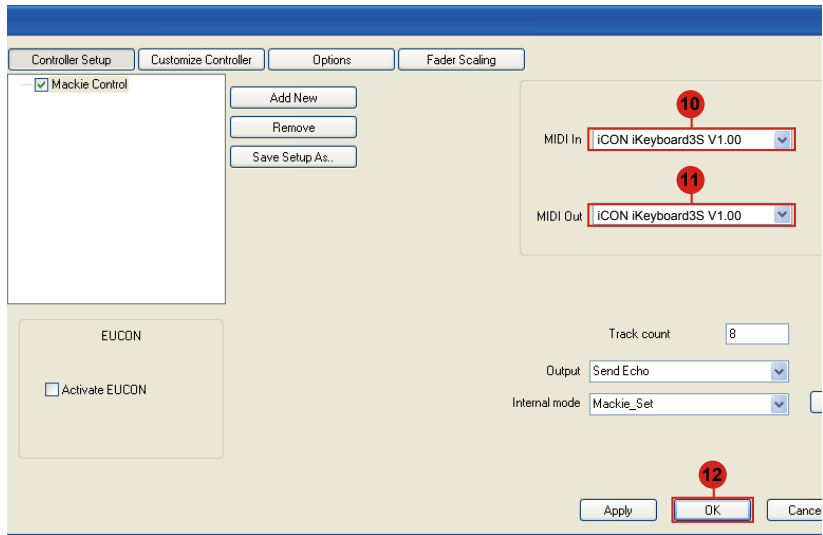 Controller Setup Customize Controller Options Fader Scaling
Mackie Control
Add New
Remove
Save Setup As..
10
MIDI In iCON iKeyboard3S V1.00
11
MIDI Out iCON iKeyboard3S V1.00
EUCON
Activate EUCON
Track count 8
Output Send Echo
Internal mode Mackie_Set
12
Apply OK Cancel